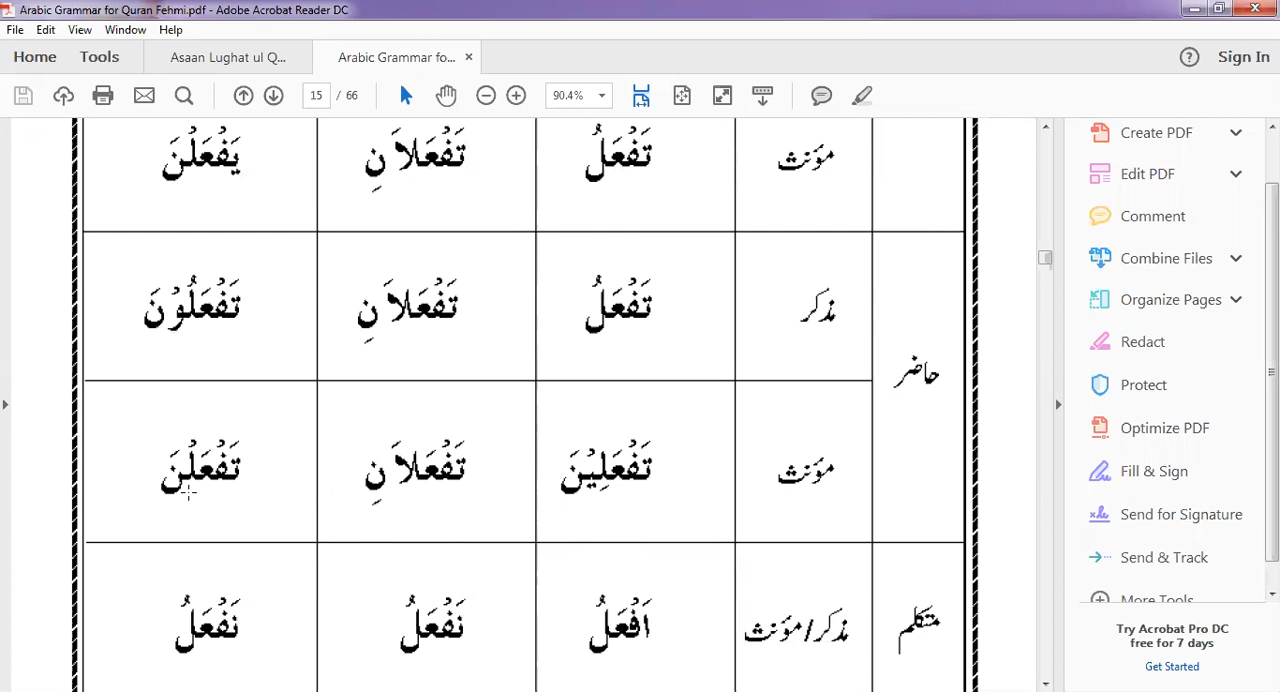 Arabic Grammar for Quran Fehmi.pdf - Adobe Acrobat Reader DC
File Edit View Window Help
Home Tools Asaan Lughat ul Q... Arabic Grammar fo... × Sign In
15 / 66 90.4%
مؤنث تَفْعَلُ تَفْعَلاَنِ يَفْعَلْنَ
حاضر
مذکر تَفْعَلُ تَفْعَلاَنِ تَفْعَلُوْنَ
مؤنث تَفْعَلِيْنَ تَفْعَلاَنِ تَفْعَلْنَ
متکلم مذکر/مؤنث اَفْعَلُ نَفْعَلُ نَفْعَلُ
Create PDF
Edit PDF
Comment
Combine Files
Organize Pages
Redact
Protect
Optimize PDF
Fill & Sign
Send for Signature
Send & Track
More Tools
Try Acrobat Pro DC
free for 7 days
Get Started